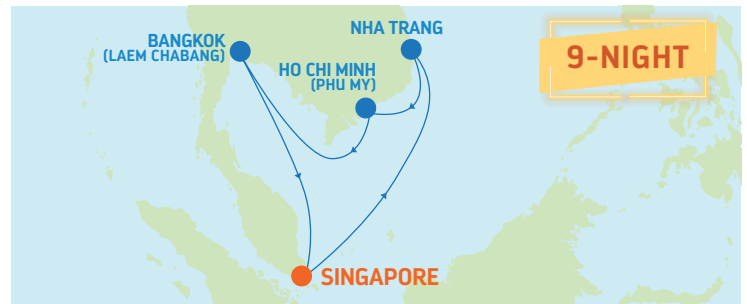 BANGKOK
(LAEM CHABANG)
NHA TRANG
HO CHI MINH
(PHU MY)
9-NIGHT
SINGAPORE